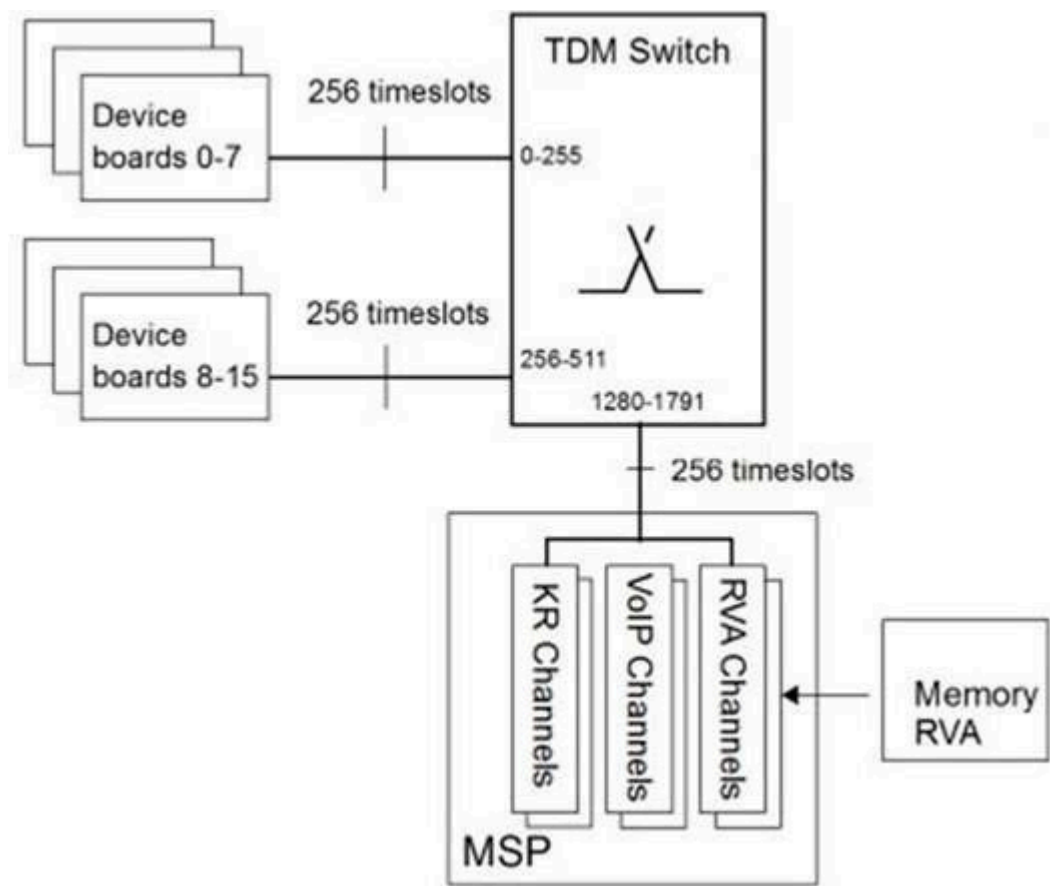 TDM Switch
256 timeslots
Device
boards 0-7
0-255
256 timeslots
Device
boards 8-15
256-511
1280-1791
256 timeslots
KR Channels
VoIP Channels
RVA Channels
Memory
RVA
MSP